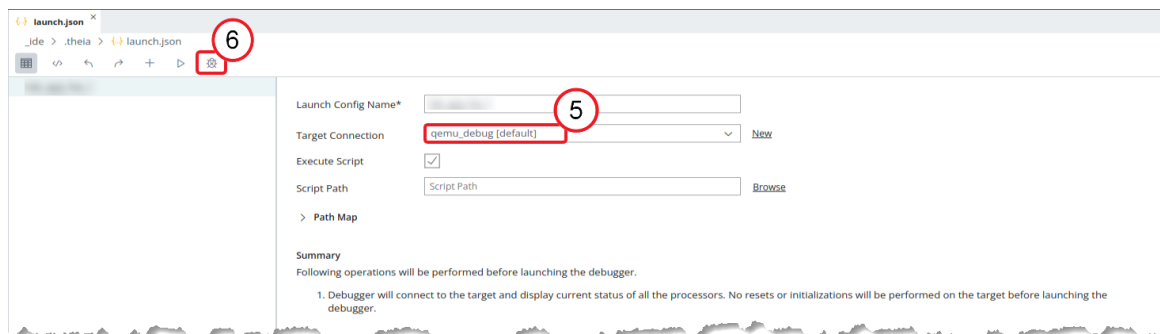 launch.json ×
_ide > .theia > launch.json
6
5
Launch Config Name*
Target Connection qemu_debug [default] New
Execute Script
Script Path Script Path Browse
> Path Map
Summary
Following operations will be performed before launching the debugger.
1. Debugger will connect to the target and display current status of all the processors. No resets or initializations will be performed on the target before launching the
debugger.